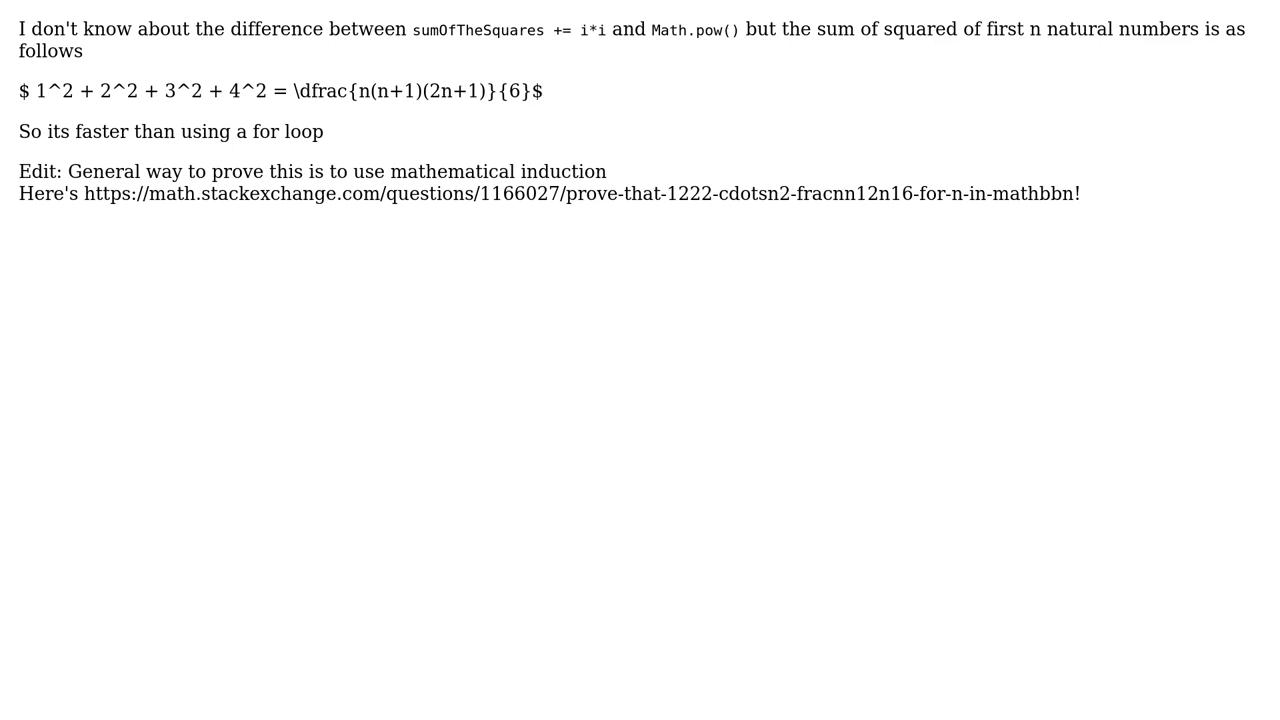 I don't know about the difference between sumOfTheSquares += i*i and Math.pow() but the sum of squared of first n natural numbers is as
follows
$ 1^2 + 2^2 + 3^2 + 4^2 = \dfrac{n(n+1)(2n+1)}{6}$
So its faster than using a for loop
Edit: General way to prove this is to use mathematical induction
Here's https://math.stackexchange.com/questions/1166027/prove-that-1222-cdotsn2-fracnn12n16-for-n-in-mathbbn!